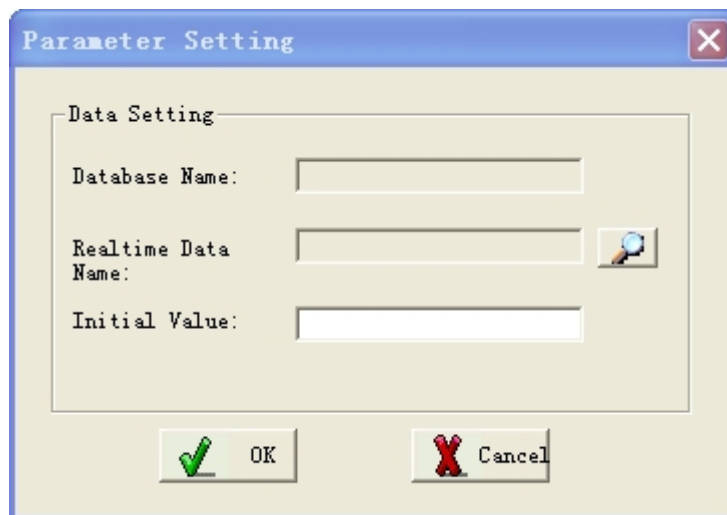 Parameter Setting
Data Setting
Database Name:
Realtime Data
Name:
Initial Value:
OK
Cancel